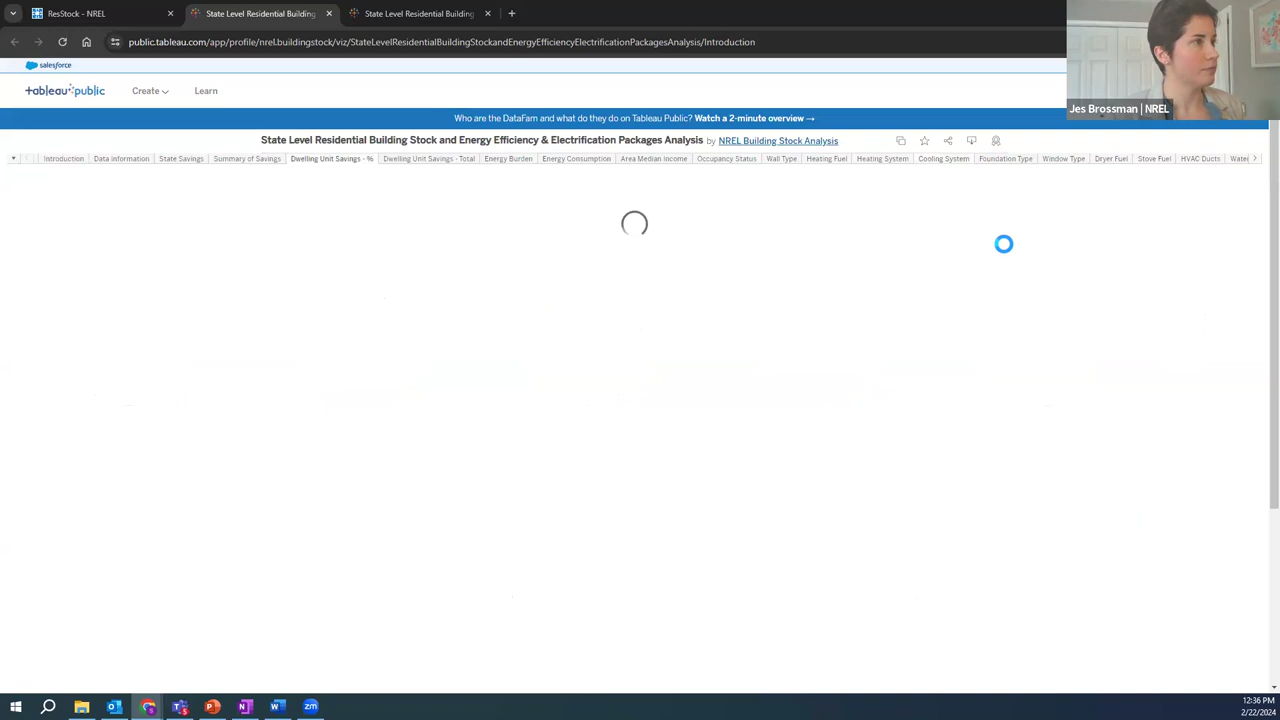 ResStock - NREL
State Level Residential Building
State Level Residential Building
public.tableau.com/app/profile/nrel.buildingstock/viz/StateLevelResidentialBuildingStockandEnergyEfficiencyElectrificationPackagesAnalysis/Introduction
salesforce
Jes Brossman | NREL
tableau public
Create
Learn
Who are the DataFam and what do they do on Tableau Public? Watch a 2-minute overview →
State Level Residential Building Stock and Energy Efficiency & Electrification Packages Analysis by NREL Building Stock Analysis
Introduction
Data information
State Savings
Summary of Savings
Dwelling Unit Savings - %
Dwelling Unit Savings - Total
Energy Burden
Energy Consumption
Area Median Income
Occupancy Status
Wall Type
Heating Fuel
Heating System
Cooling System
Foundation Type
Window Type
Dryer Fuel
Stove Fuel
HVAC Ducts
Water
zm
12:36 PM
2/22/2024